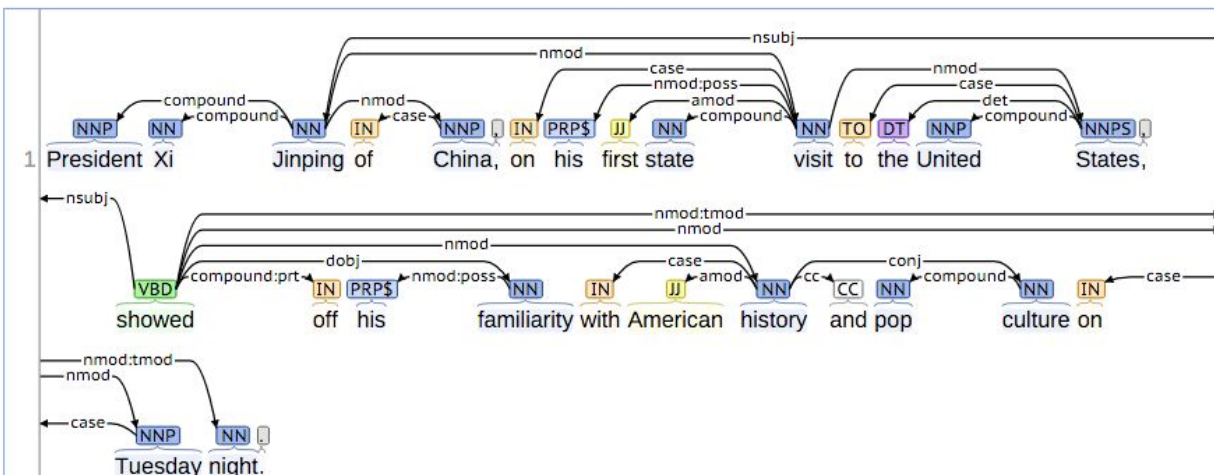 nsubj
nmod
case nmod
nmod:poss case
compound nmod amod det
compound case compound compound
NNP NN NN IN NNP , IN PRP$ JJ NN NN TO DT NNP NNPS ,
1 President Xi Jinping of China, on his first state visit to the United States,
nsubj
nmod:tmod
nmod
nmod
dobj case conj
compound:prt nmod:poss amod cc compound case
VBD IN PRP$ NN IN JJ NN CC NN NN IN
showed off his familiarity with American history and pop culture on
nmod:tmod
nmod
case
NNP NN .
Tuesday night.